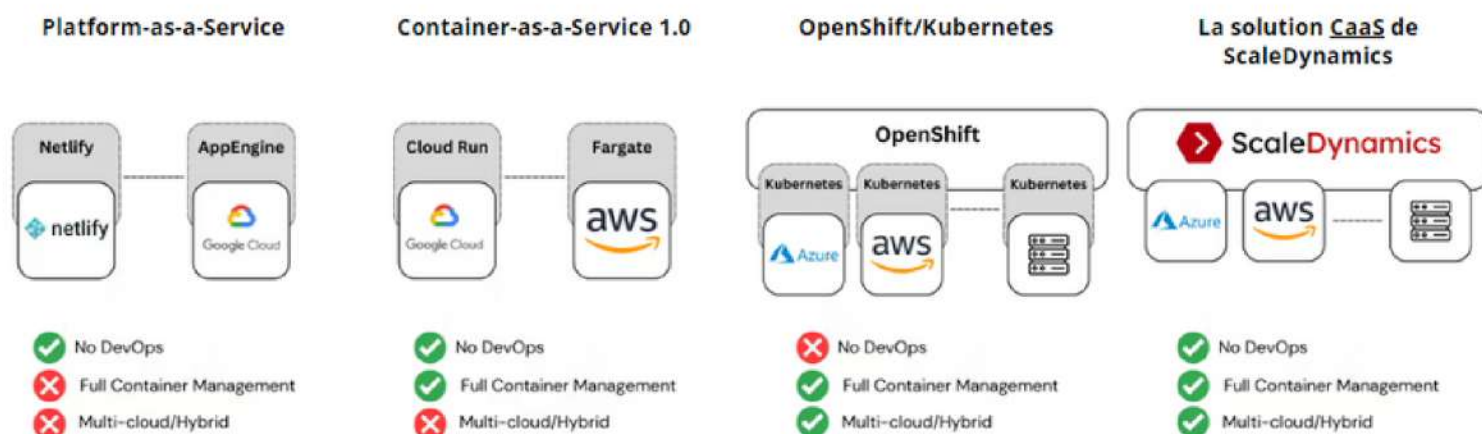 Platform-as-a-Service
Netlify
AppEngine
netlify
Google Cloud
No DevOps
Full Container Management
Multi-cloud/Hybrid
Container-as-a-Service 1.0
Cloud Run
Fargate
Google Cloud
aws
No DevOps
Full Container Management
Multi-cloud/Hybrid
OpenShift/Kubernetes
OpenShift
Kubernetes
Kubernetes
Kubernetes
Azure
aws
No DevOps
Full Container Management
Multi-cloud/Hybrid
La solution CaaS de
ScaleDynamics
ScaleDynamics
Azure
aws
No DevOps
Full Container Management
Multi-cloud/Hybrid